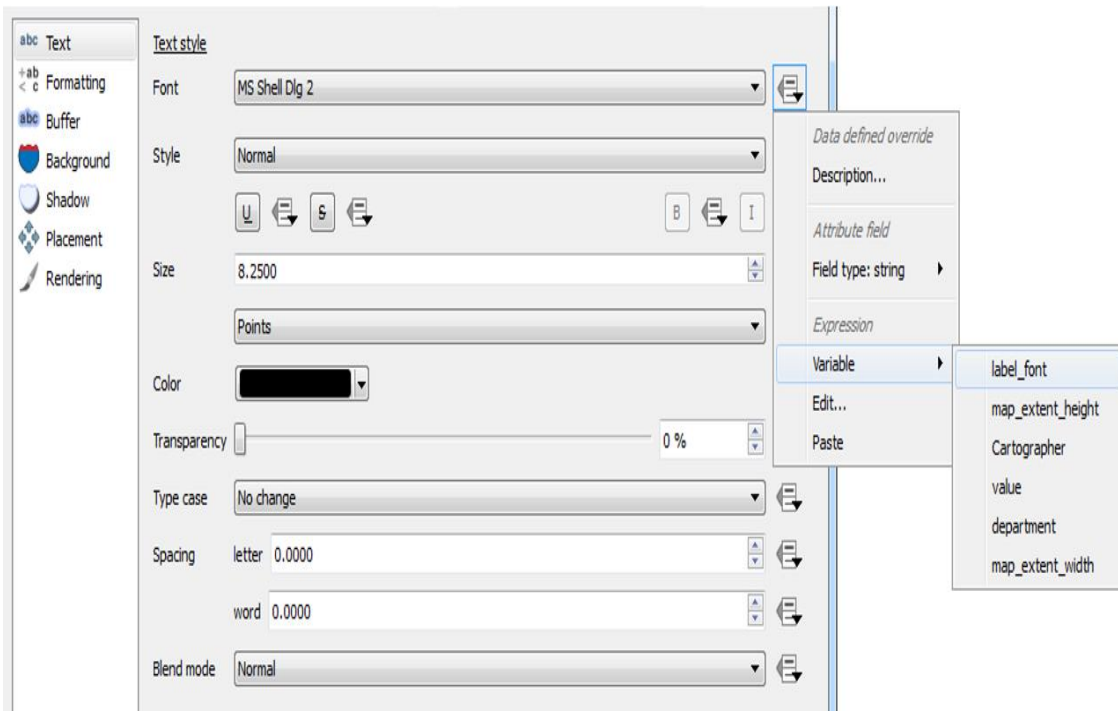 abc Text
+ab
< c Formatting
abc Buffer
Background
Shadow
Placement
Rendering
Text style
Font MS Shell Dlg 2
Style Normal
U S B I
Size 8.2500
Points
Color
Transparency 0 %
Type case No change
Spacing letter 0.0000
word 0.0000
Blend mode Normal
Data defined override
Description...
Attribute field
Field type: string
Expression
Variable
Edit...
Paste
label_font
map_extent_height
Cartographer
value
department
map_extent_width